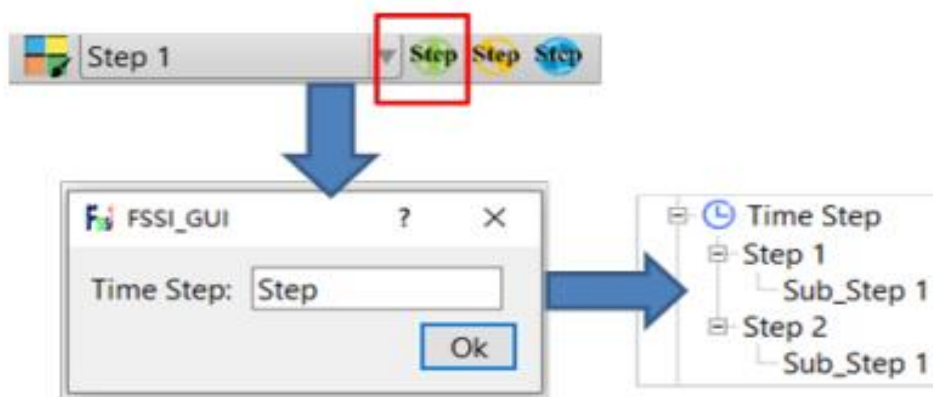 Step 1
Step Step Step
FSSI_GUI ? ×
Time Step: Step
Ok
Time Step
Step 1
Sub_Step 1
Step 2
Sub_Step 1